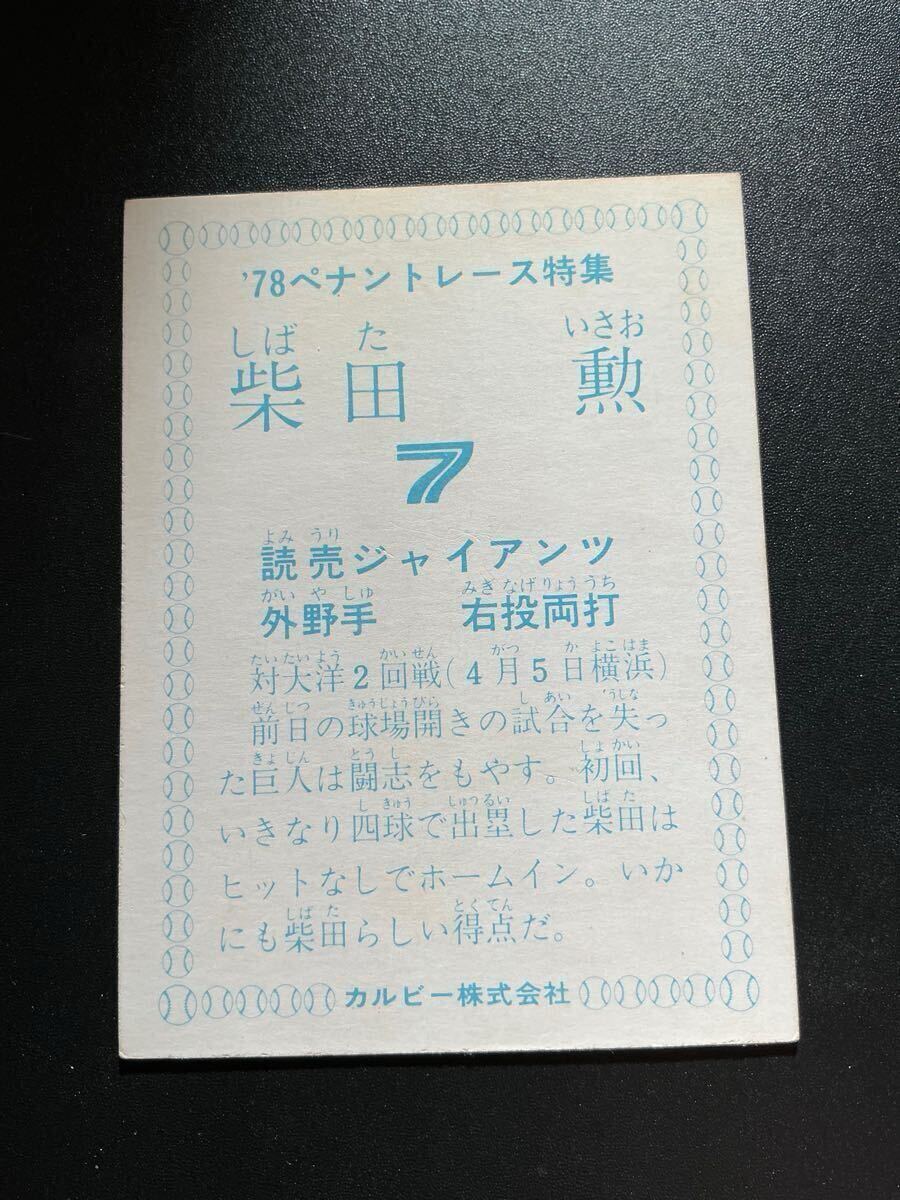 '78ペナントレース特集
しば た いさお
柴田 勲
7
よみ うり
読売ジャイアンツ
がい や しゅ みぎ なげ りょう うち
外野手 右投両打
たい たい よう かい せん がつ か よこ はま
対大洋2回戦(4月5日横浜)
ぜん じつ きゅうじょうびら し あい うしな
前日の球場開きの試合を失っ
きょ じん とう し しょ かい
た巨人は闘志をもやす。初回、
し きゅう しゅつるい しば た
いきなり四球で出塁した柴田は
ヒットなしでホームイン。いか
しば た とく てん
にも柴田らしい得点だ。
カルビー株式会社